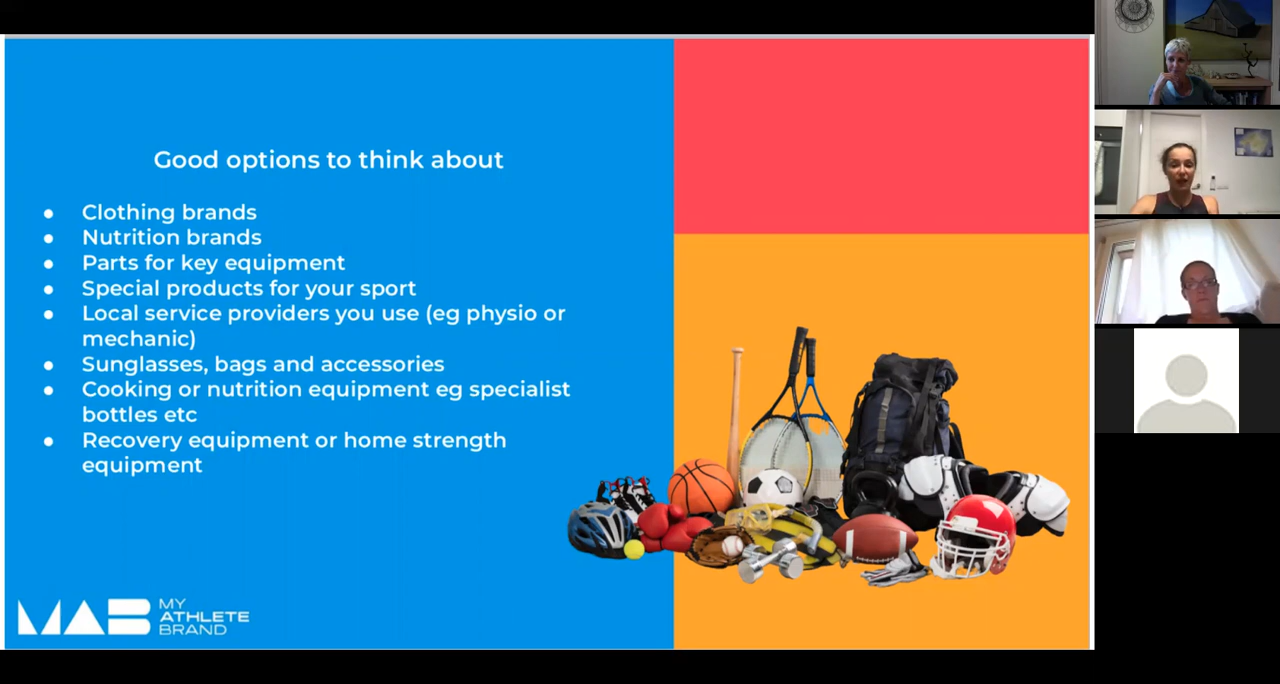 Good options to think about
● Clothing brands
● Nutrition brands
● Parts for key equipment
● Special products for your sport
● Local service providers you use (eg physio or
mechanic)
● Sunglasses, bags and accessories
● Cooking or nutrition equipment eg specialist
bottles etc
● Recovery equipment or home strength
equipment
MAB MY
ATHLETE
BRAND